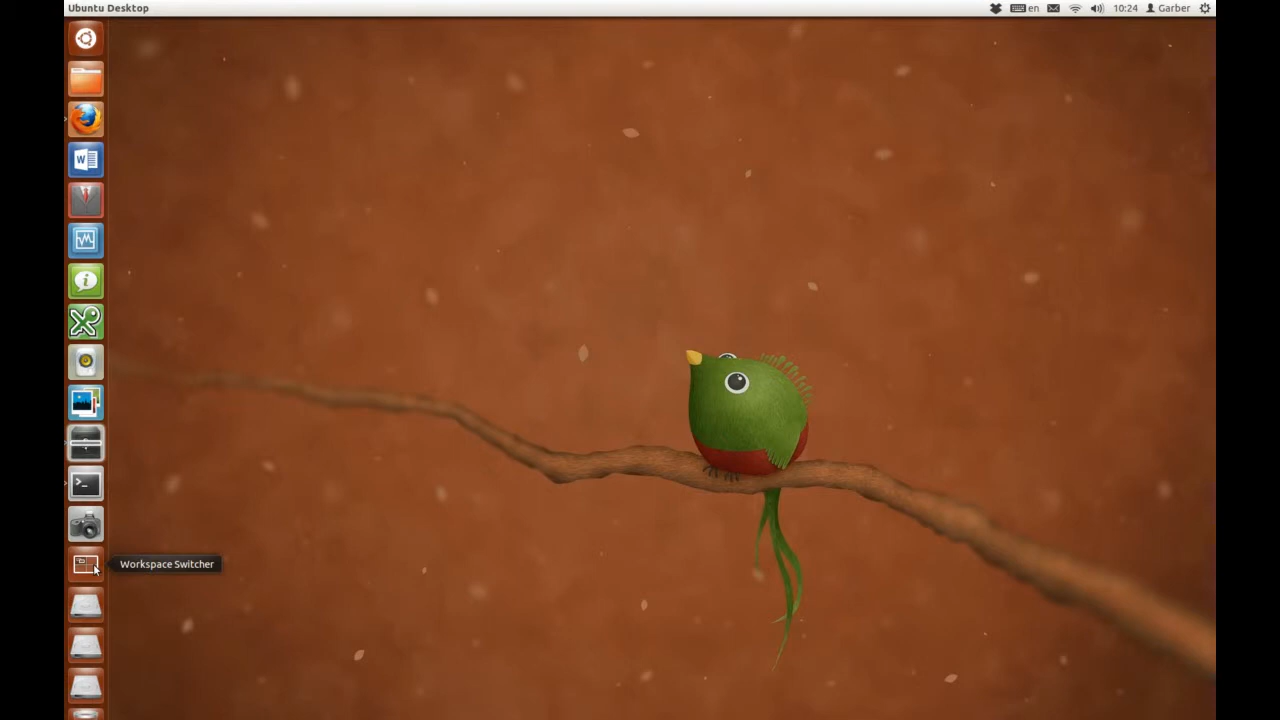 Ubuntu Desktop
en
10:24
Garber
W
i
>_
Workspace Switcher